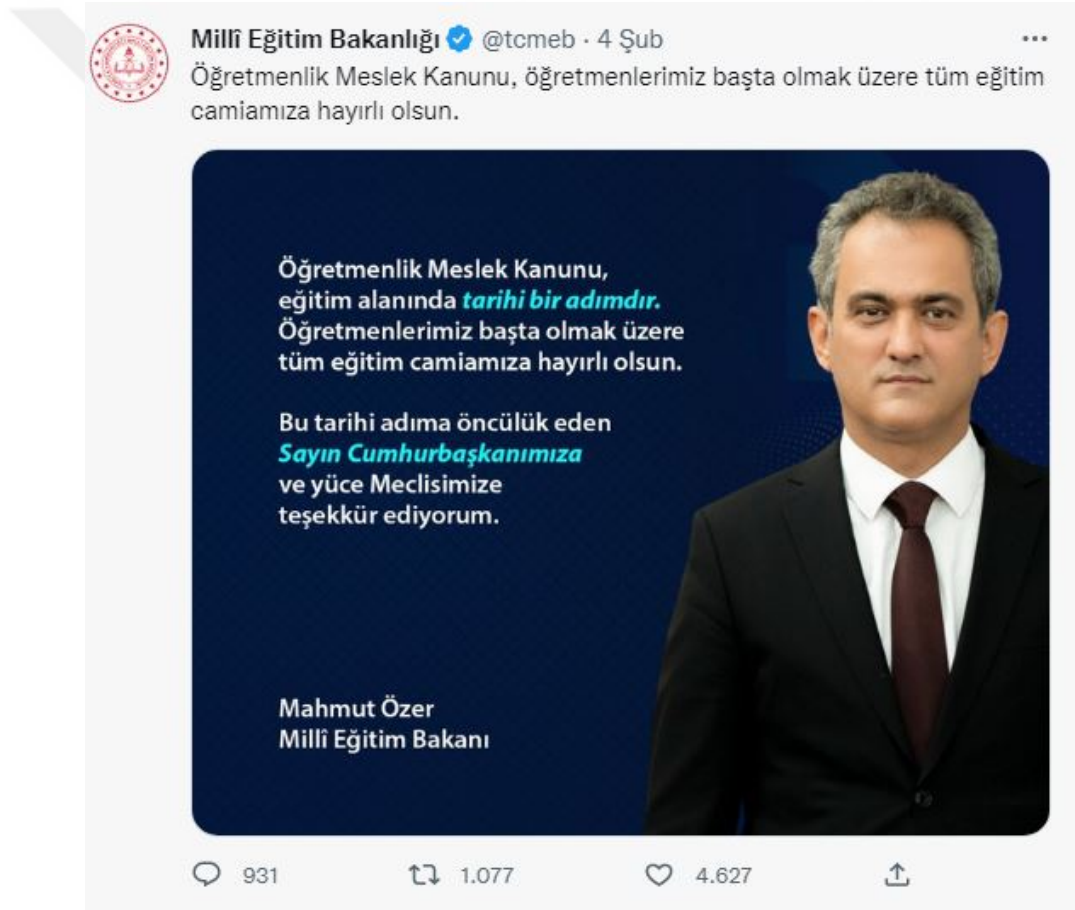 Millî Eğitim Bakanlığı @tcmeb · 4 Şub
Öğretmenlik Meslek Kanunu, öğretmenlerimiz başta olmak üzere tüm eğitim
camiamıza hayırlı olsun.
Öğretmenlik Meslek Kanunu,
eğitim alanında tarihi bir adımdır.
Öğretmenlerimiz başta olmak üzere
tüm eğitim camiamıza hayırlı olsun.
Bu tarihi adıma öncülük eden
Sayın Cumhurbaşkanımıza
ve yüce Meclisimize
teşekkür ediyorum.
Mahmut Özer
Millî Eğitim Bakanı
931 1.077 4.627